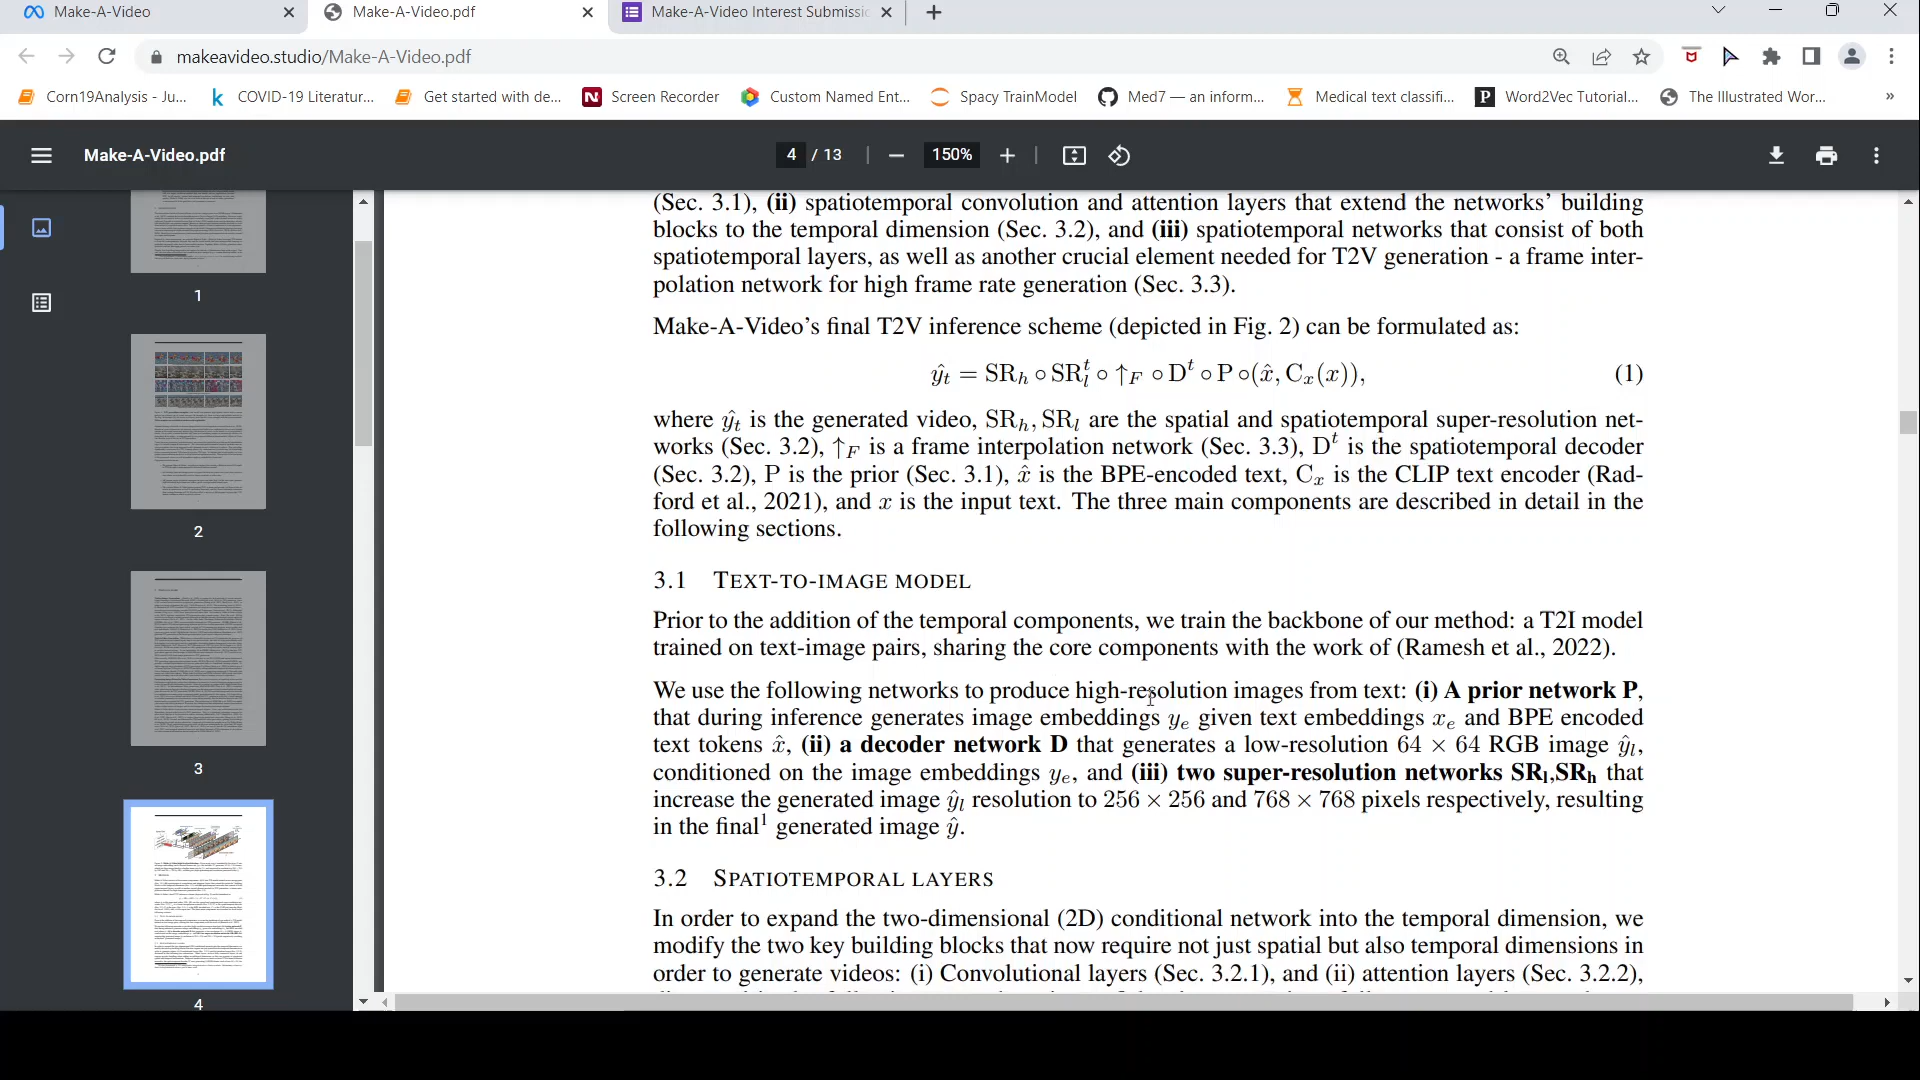 Make-A-Video
Make-A-Video.pdf
Make-A-Video Interest Submissio
makeavideo.studio/Make-A-Video.pdf
Corn19Analysis - Ju...
COVID-19 Literatur...
Get started with de...
Screen Recorder
Custom Named Ent...
Spacy TrainModel
Med7 — an inform...
Medical text classifi...
Word2Vec Tutorial...
The Illustrated Wor...
»
Make-A-Video.pdf
4 / 13
150%
1
2
3
4
(Sec. 3.1), (ii) spatiotemporal convolution and attention layers that extend the networks' building
blocks to the temporal dimension (Sec. 3.2), and (iii) spatiotemporal networks that consist of both
spatiotemporal layers, as well as another crucial element needed for T2V generation - a frame inter-
polation network for high frame rate generation (Sec. 3.3).
Make-A-Video's final T2V inference scheme (depicted in Fig. 2) can be formulated as:
ŷₜ = SRₕ ∘ SRₗᵗ ∘ ↑F ∘ Dᵗ ∘ P ∘(x̂, Cₓ(x)), (1)
where ŷₜ is the generated video, SRₕ, SRₗ are the spatial and spatiotemporal super-resolution net-
works (Sec. 3.2), ↑F is a frame interpolation network (Sec. 3.3), Dᵗ is the spatiotemporal decoder
(Sec. 3.2), P is the prior (Sec. 3.1), x̂ is the BPE-encoded text, Cₓ is the CLIP text encoder (Rad-
ford et al., 2021), and x is the input text. The three main components are described in detail in the
following sections.
3.1 TEXT-TO-IMAGE MODEL
Prior to the addition of the temporal components, we train the backbone of our method: a T2I model
trained on text-image pairs, sharing the core components with the work of (Ramesh et al., 2022).
We use the following networks to produce high-resolution images from text: (i) A prior network P,
that during inference generates image embeddings yₑ given text embeddings xₑ and BPE encoded
text tokens x̂, (ii) a decoder network D that generates a low-resolution 64 × 64 RGB image ŷₗ,
conditioned on the image embeddings yₑ, and (iii) two super-resolution networks SRₗ,SRₕ that
increase the generated image ŷₗ resolution to 256 × 256 and 768 × 768 pixels respectively, resulting
in the final¹ generated image ŷ.
3.2 SPATIOTEMPORAL LAYERS
In order to expand the two-dimensional (2D) conditional network into the temporal dimension, we
modify the two key building blocks that now require not just spatial but also temporal dimensions in
order to generate videos: (i) Convolutional layers (Sec. 3.2.1), and (ii) attention layers (Sec. 3.2.2),